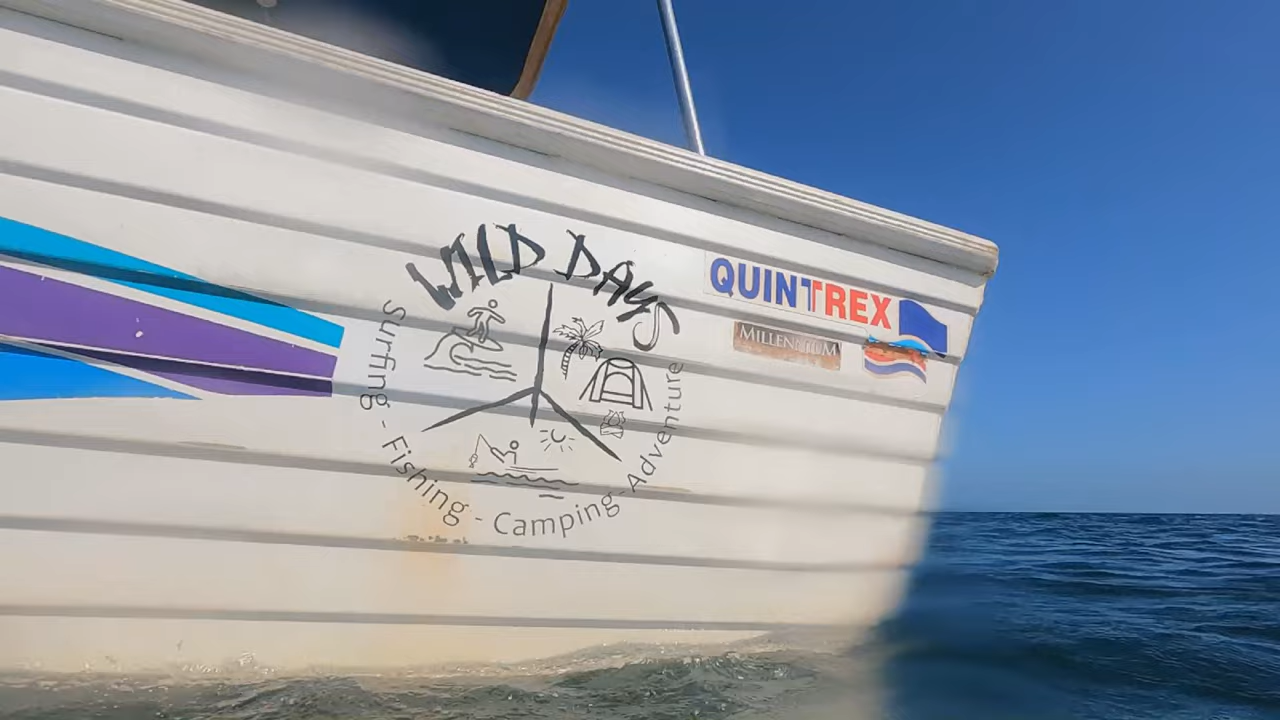 WILD DAYS
Surfing - Fishing - Camping - Adventure
QUINTREX
MILLENNIUM